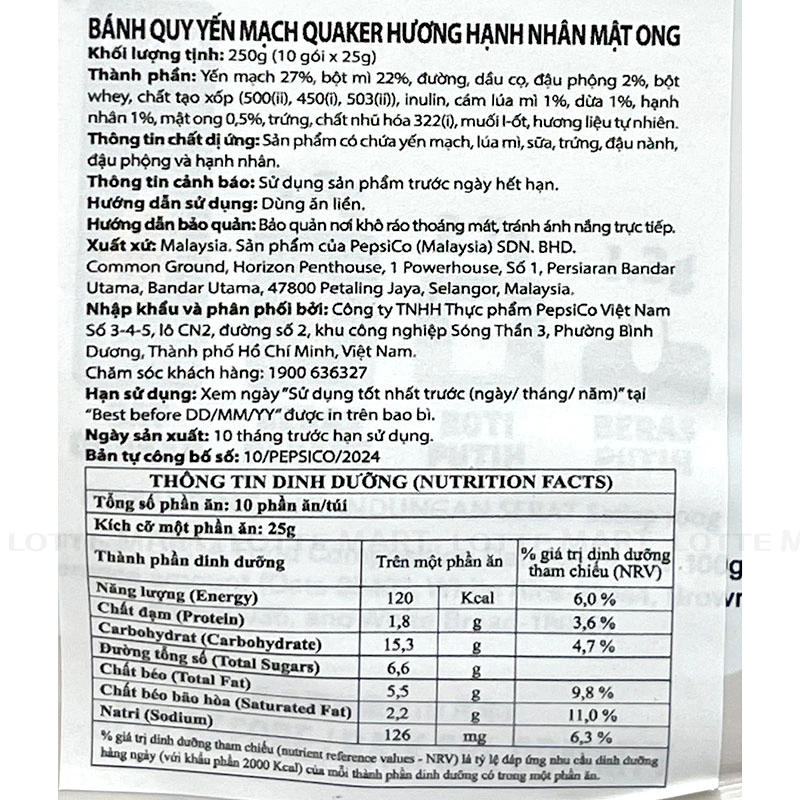 BÁNH QUY YẾN MẠCH QUAKER HƯƠNG HẠNH NHÂN MẬT ONG
Khối lượng tịnh: 250g (10 gói x 25g)
Thành phần: Yến mạch 27%, bột mì 22%, đường, dầu cọ, đậu phộng 2%, bột
whey, chất tạo xốp (500(ii), 450(i), 503(ii)), inulin, cám lúa mì 1%, dừa 1%, hạnh
nhân 1%, mật ong 0,5%, trứng, chất nhũ hóa 322(i), muối I-ốt, hương liệu tự nhiên.
Thông tin chất dị ứng: Sản phẩm có chứa yến mạch, lúa mì, sữa, trứng, đậu nành,
đậu phộng và hạnh nhân.
Thông tin cảnh báo: Sử dụng sản phẩm trước ngày hết hạn.
Hướng dẫn sử dụng: Dùng ăn liền.
Hướng dẫn bảo quản: Bảo quản nơi khô ráo thoáng mát, tránh ánh nắng trực tiếp.
Xuất xứ: Malaysia. Sản phẩm của PepsiCo (Malaysia) SDN. BHD.
Common Ground, Horizon Penthouse, 1 Powerhouse, Số 1, Persiaran Bandar
Utama, Bandar Utama, 47800 Petaling Jaya, Selangor, Malaysia.
Nhập khẩu và phân phối bởi: Công ty TNHH Thực phẩm PepsiCo Việt Nam
Số 3-4-5, lô CN2, đường số 2, khu công nghiệp Sóng Thần 3, Phường Bình
Dương, Thành phố Hồ Chí Minh, Việt Nam.
Chăm sóc khách hàng: 1900 636327
Hạn sử dụng: Xem ngày "Sử dụng tốt nhất trước (ngày/ tháng/ năm)" tại
"Best before DD/MM/YY" được in trên bao bì.
Ngày sản xuất: 10 tháng trước hạn sử dụng.
Bản tự công bố số: 10/PEPSICO/2024
THÔNG TIN DINH DƯỠNG (NUTRITION FACTS)
Tổng số phần ăn: 10 phần ăn/túi
Kích cỡ một phần ăn: 25g
LOTTE MART LOTTE MART LOTTE MART LOTTE M
Thành phần dinh dưỡng Trên một phần ăn % giá trị dinh dưỡng tham chiếu (NRV)
Năng lượng (Energy) 120 Kcal 6,0 %
Chất đạm (Protein) 1,8 g 3,6 %
Carbohydrat (Carbohydrate) 15,3 g 4,7 %
Đường tổng số (Total Sugars) 6,6 g
Chất béo (Total Fat) 5,5 g 9,8 %
Chất béo bão hòa (Saturated Fat) 2,2 g 11,0 %
Natri (Sodium) 126 mg 6,3 %
% giá trị dinh dưỡng tham chiếu (nutrient reference values - NRV) là tỷ lệ đáp ứng nhu cầu dinh dưỡng
hàng ngày (với khẩu phần 2000 Kcal) của mỗi thành phần dinh dưỡng có trong một phần ăn.